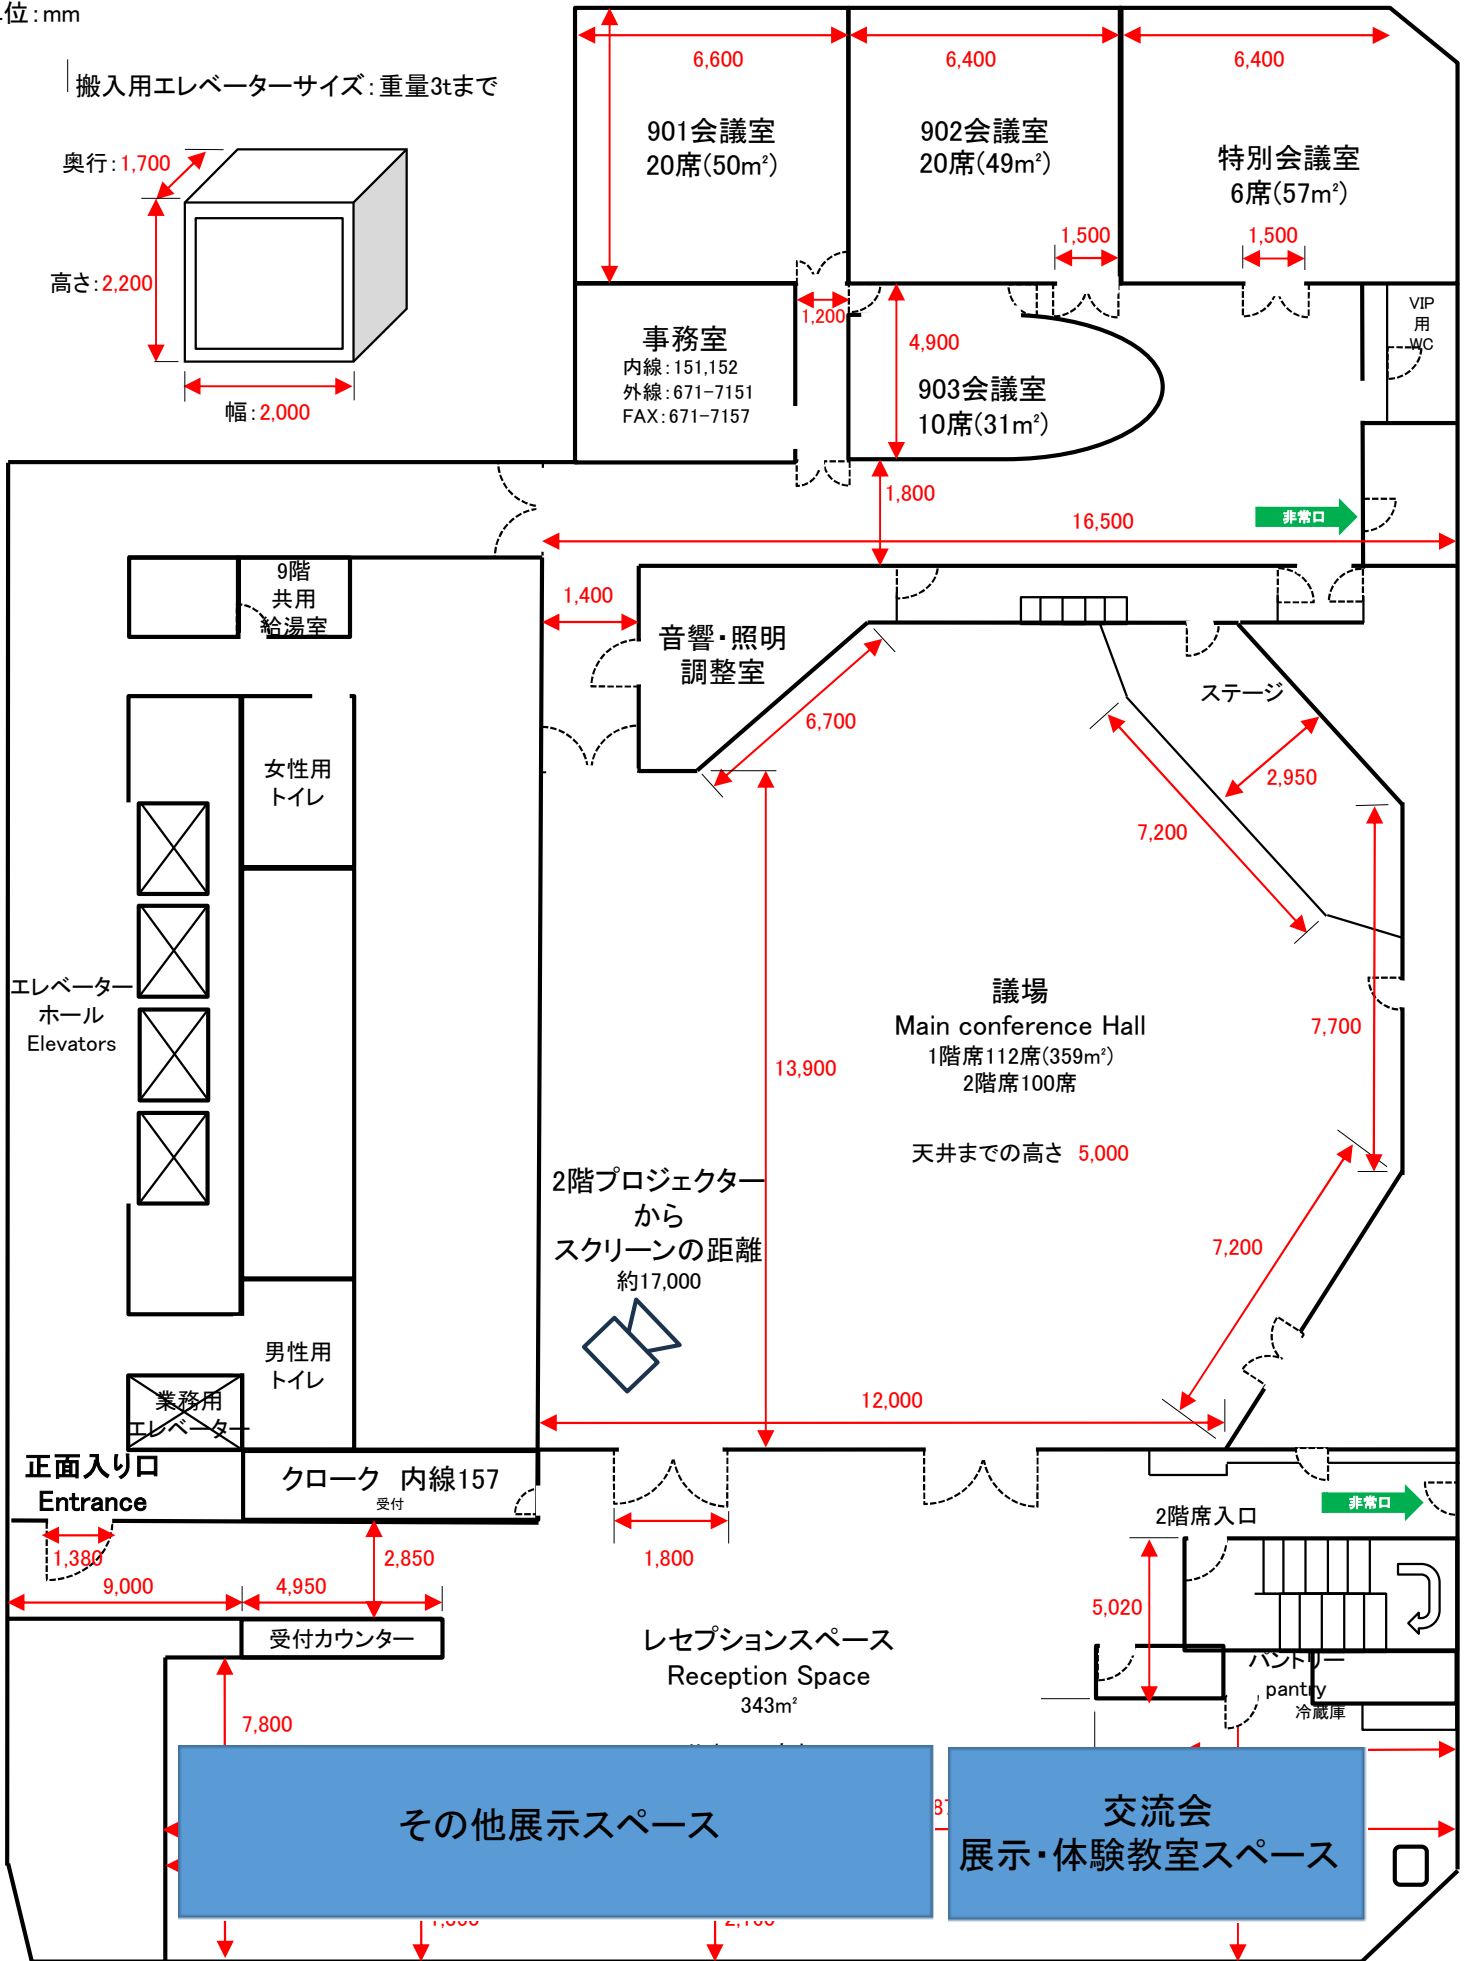 位:mm
搬入用エレベーターサイズ:重量3tまで
奥行:1,700
高さ:2,200
幅:2,000
6,600
6,400
6,400
901会議室
20席(50㎡)
902会議室
20席(49㎡)
特別会議室
6席(57㎡)
1,500
1,500
1,200
事務室
内線:151,152
外線:671-7151
FAX:671-7157
4,900
903会議室
10席(31㎡)
VIP
用
WC
1,800
16,500
非常口
9階
共用
給湯室
1,400
音響・照明
調整室
6,700
ステージ
2,950
7,200
女性用
トイレ
エレベーター
ホール
Elevators
議場
Main conference Hall
1階席112席(359㎡)
2階席100席
天井までの高さ 5,000
7,700
13,900
2階プロジェクター
から
スクリーンの距離
約17,000
7,200
男性用
トイレ
業務用
エレベーター
12,000
正面入り口
Entrance
クローク 内線157
受付
1,380
2,850
9,000
4,950
1,800
2階席入口
非常口
5,020
受付カウンター
レセプションスペース
Reception Space
343㎡
パントリー
pantry
冷蔵庫
7,800
その他展示スペース
交流会
展示・体験教室スペース